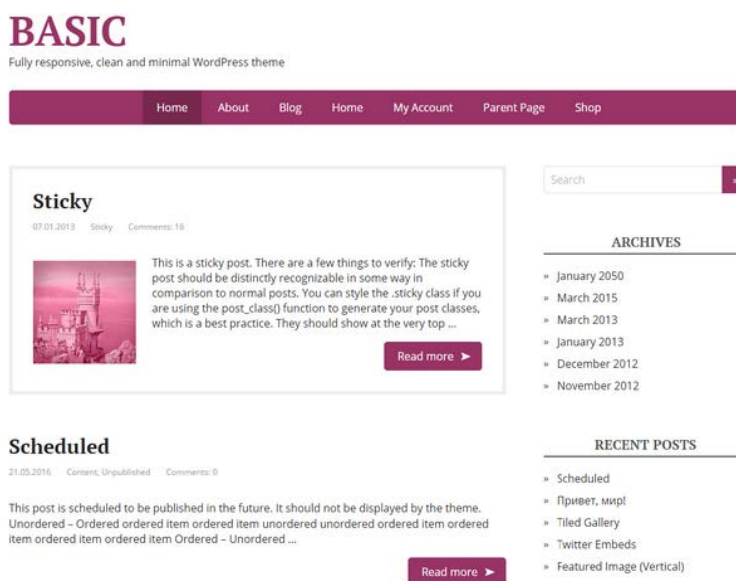 BASIC
Fully responsive, clean and minimal WordPress theme
Home About Blog Home My Account Parent Page Shop
Sticky
07.01.2013 Sticky Comments: 16
This is a sticky post. There are a few things to verify: The sticky
post should be distinctly recognizable in some way in
comparison to normal posts. You can style the .sticky class if you
are using the post_class() function to generate your post classes,
which is a best practice. They should show at the very top ...
Read more ➤
Scheduled
21.05.2016 Content, Unpublished Comments: 0
This post is scheduled to be published in the future. It should not be displayed by the theme.
Unordered – Ordered ordered item ordered item unordered unordered ordered item ordered
item ordered item ordered item Ordered – Unordered ...
Read more ➤
Search
ARCHIVES
» January 2050
» March 2015
» March 2013
» January 2013
» December 2012
» November 2012
RECENT POSTS
» Scheduled
» Привет, мир!
» Tiled Gallery
» Twitter Embeds
» Featured Image (Vertical)